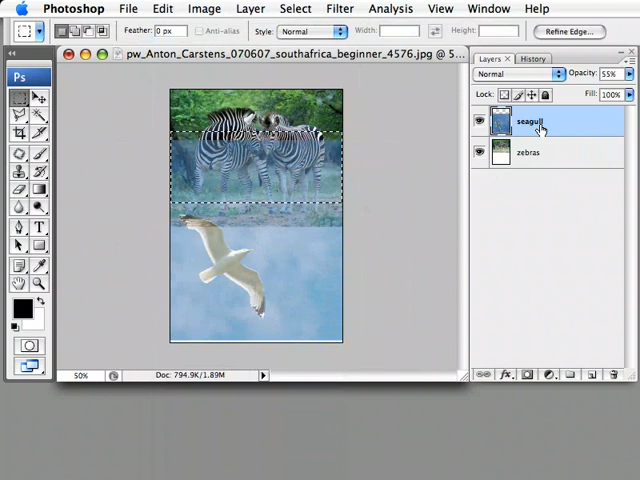 Photoshop File Edit Image Layer Select Filter Analysis View Window Help
Feather: 0 px Anti-alias Style: Normal Width: Height: Refine Edge...
pw_Anton_Carstens_070607_southafrica_beginner_4576.jpg @ 5...
Ps
Layers History
Normal Opacity: 55%
Lock: Fill: 100%
seagull
zebras
T
50% Doc: 794.9K/1.89M
fx